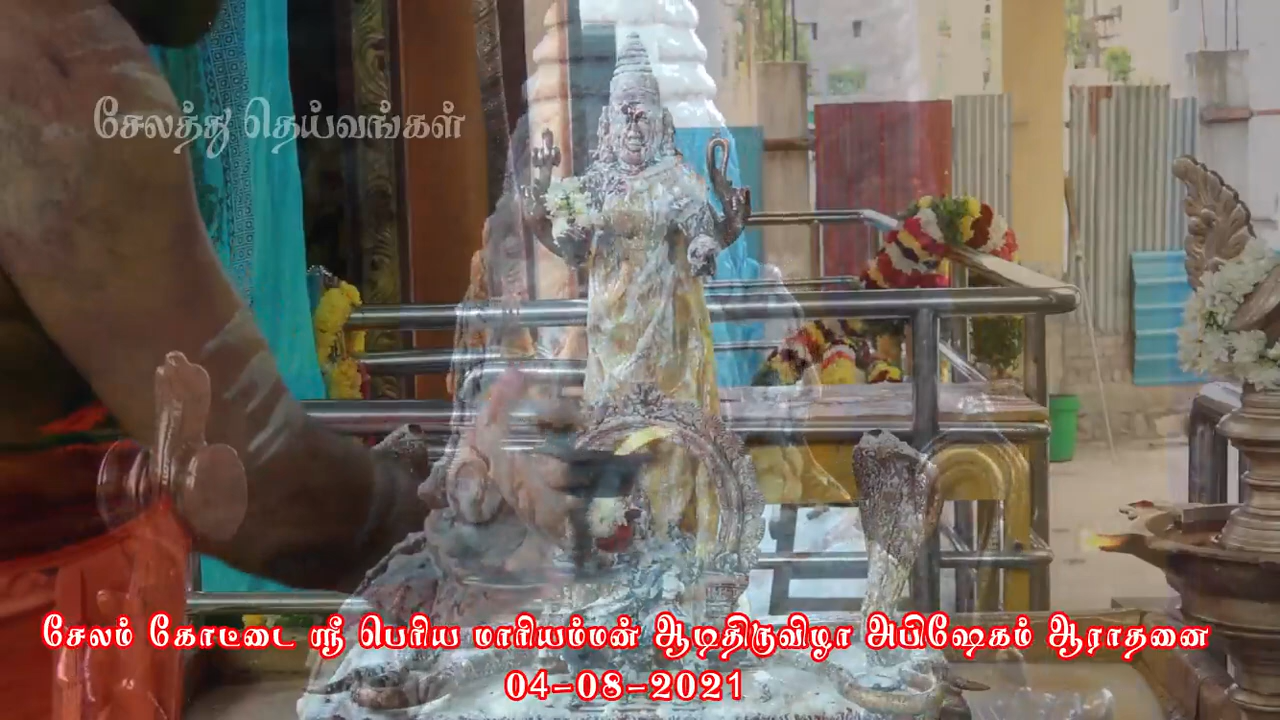 சேலத்து தெய்வங்கள்
சேலம் கோட்டை ஸ்ரீ பெரிய மாரியம்மன் ஆடிதிருவிழா அபிஷேகம் ஆராதனை
04-08-2021